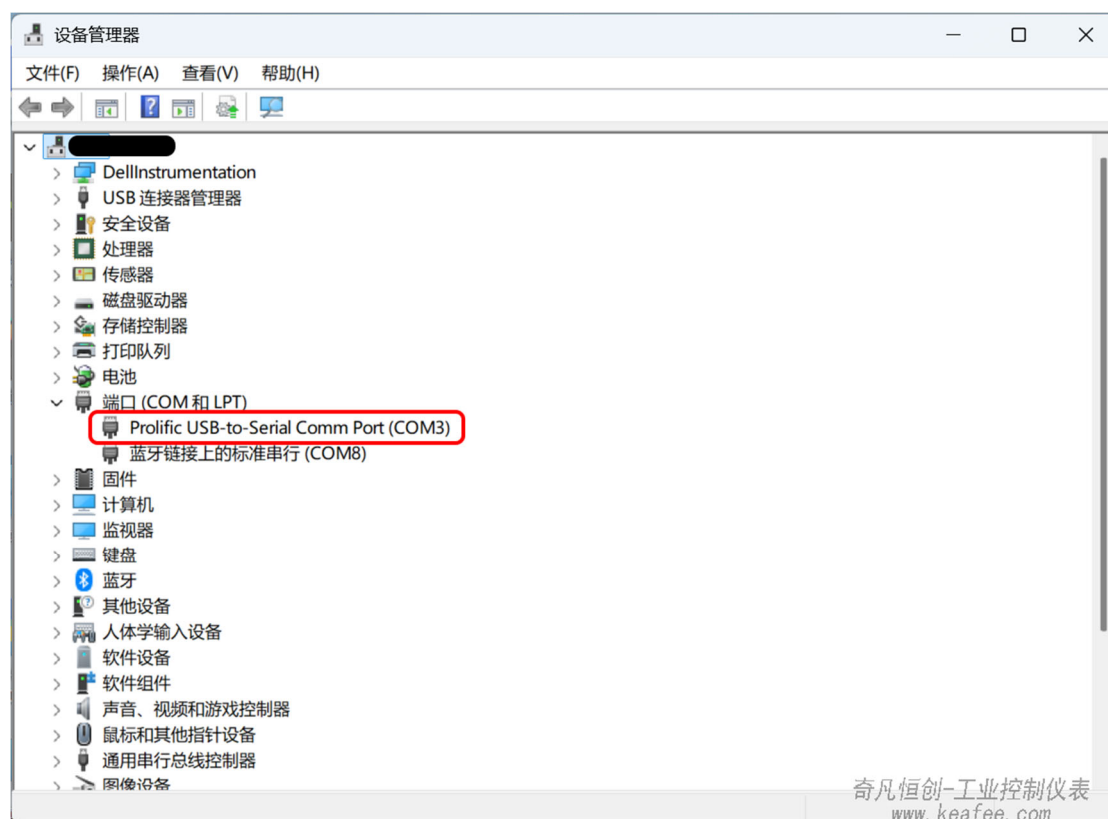 设备管理器
文件(F) 操作(A) 查看(V) 帮助(H)
DellInstrumentation
USB 连接器管理器
安全设备
处理器
传感器
磁盘驱动器
存储控制器
打印队列
电池
端口 (COM 和 LPT)
Prolific USB-to-Serial Comm Port (COM3)
蓝牙链接上的标准串行 (COM8)
固件
计算机
监视器
键盘
蓝牙
其他设备
人体学输入设备
软件设备
软件组件
声音、视频和游戏控制器
鼠标和其他指针设备
通用串行总线控制器
图像设备
奇凡恒创-工业控制仪表
www.keafee.com